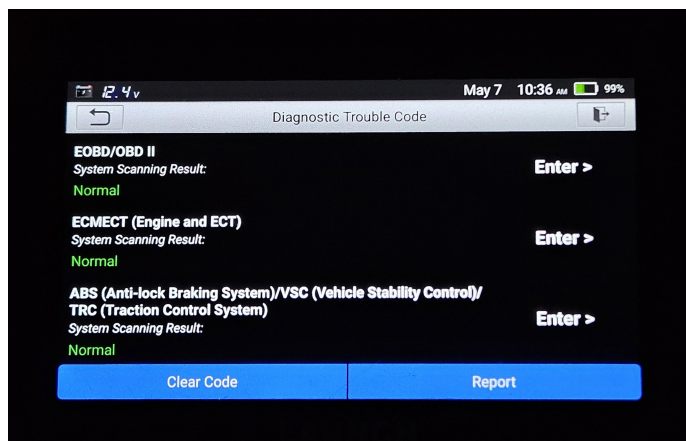 12.4v
May 7 10:36 AM 99%
Diagnostic Trouble Code
EOBD/OBD II
System Scanning Result:
Enter >
Normal
ECMECT (Engine and ECT)
System Scanning Result:
Enter >
Normal
ABS (Anti-lock Braking System)/VSC (Vehicle Stability Control)/
TRC (Traction Control System)
System Scanning Result:
Enter >
Normal
Clear Code
Report